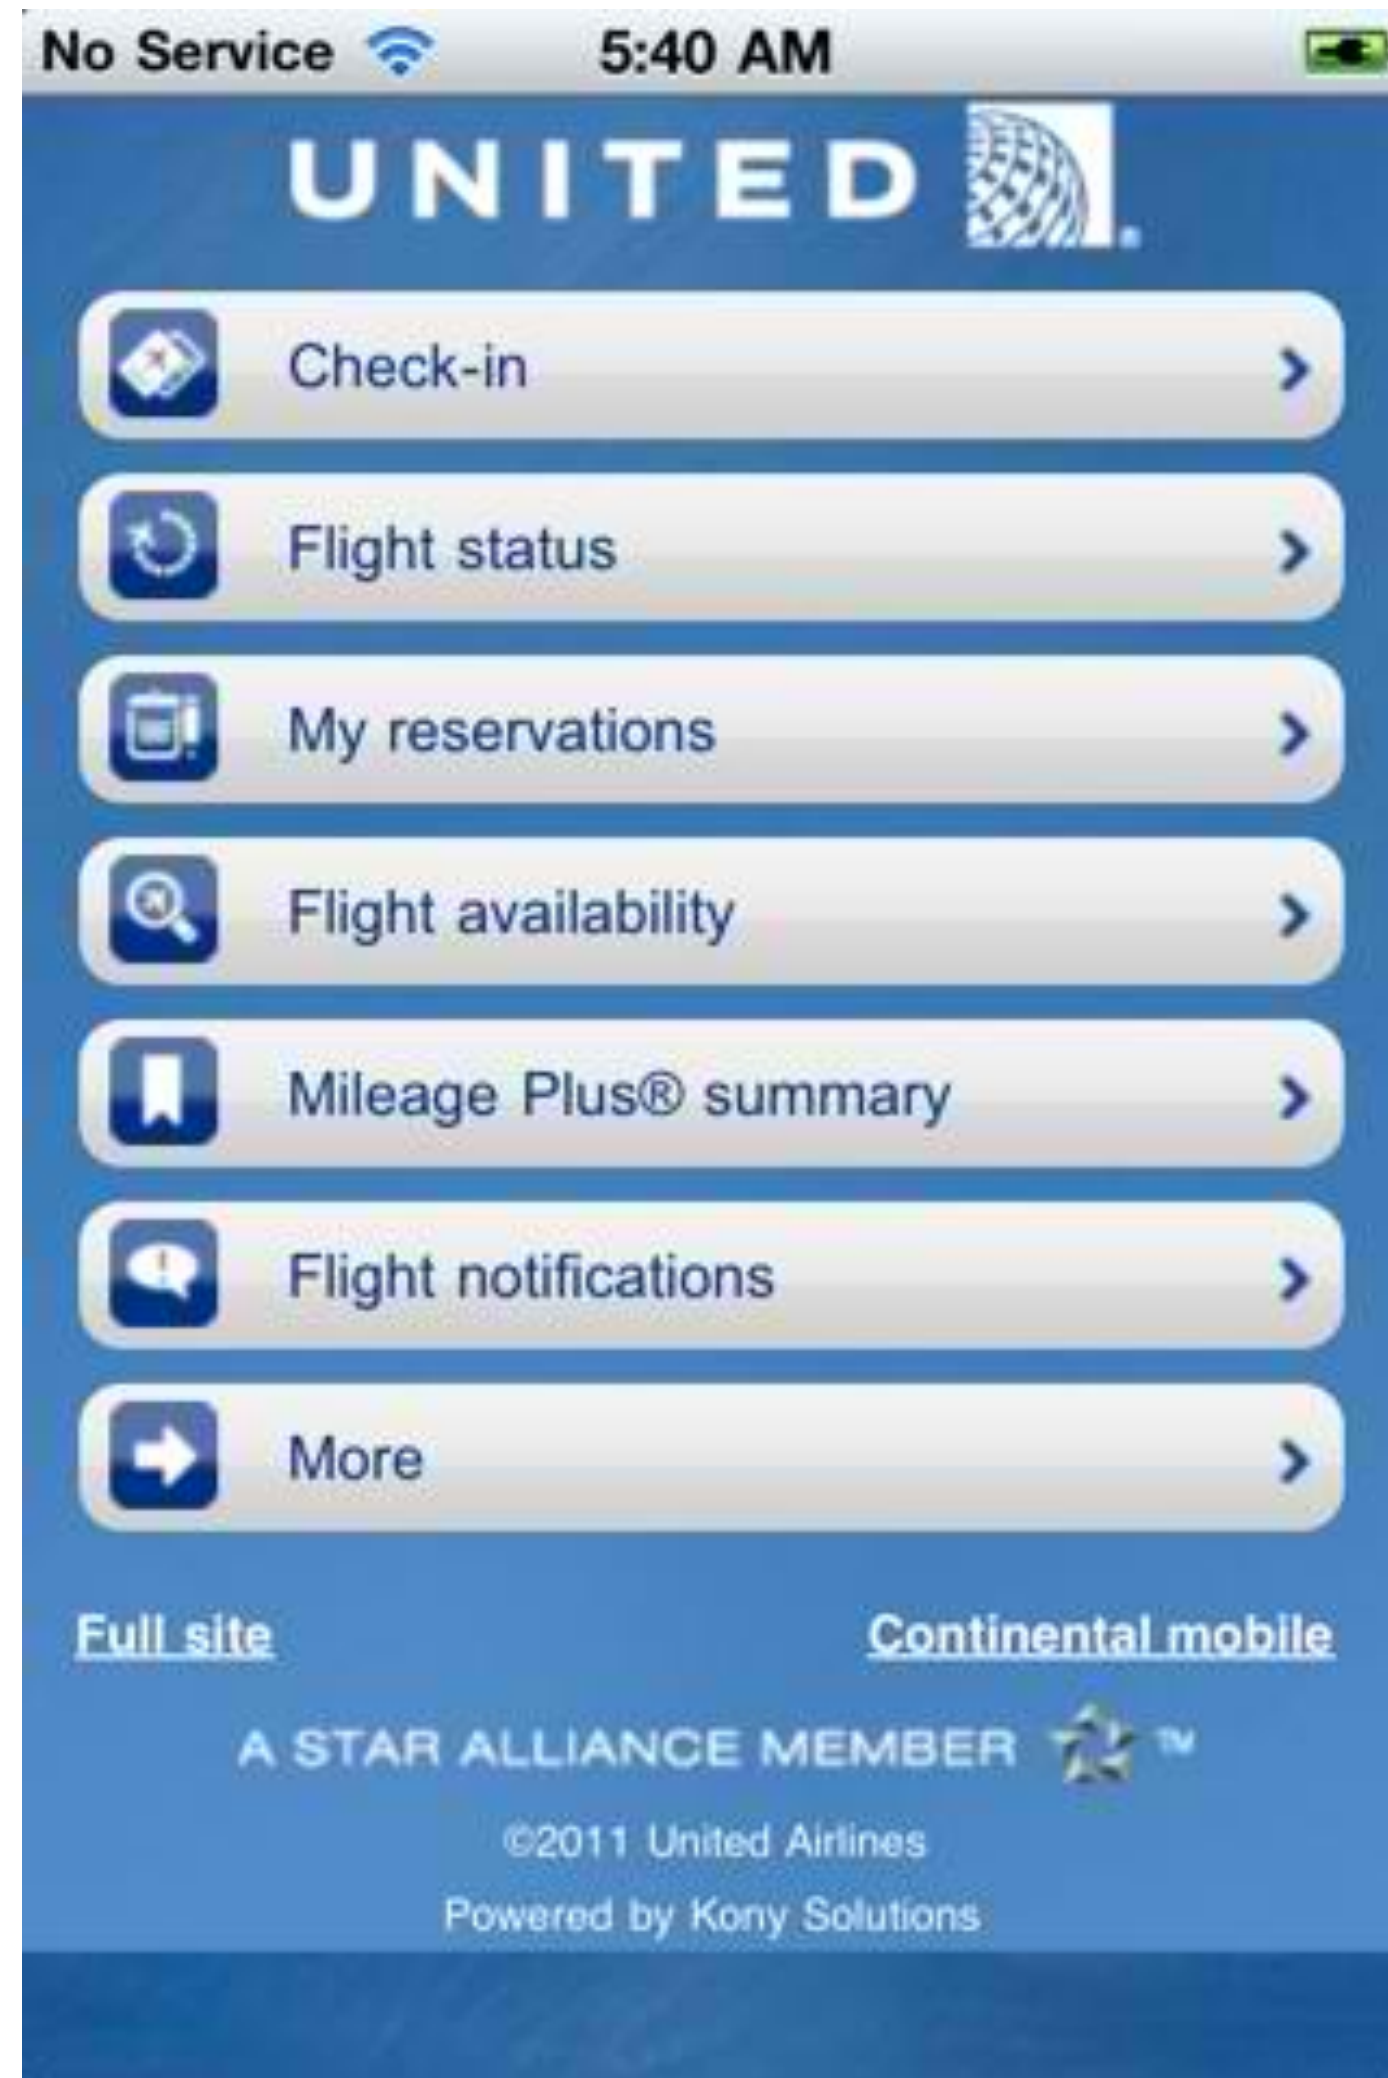 No Service 5:40 AM
UNITED
Check-in
Flight status
My reservations
Flight availability
Mileage Plus® summary
Flight notifications
More
Full site Continental mobile
A STAR ALLIANCE MEMBER ™
©2011 United Airlines
Powered by Kony Solutions